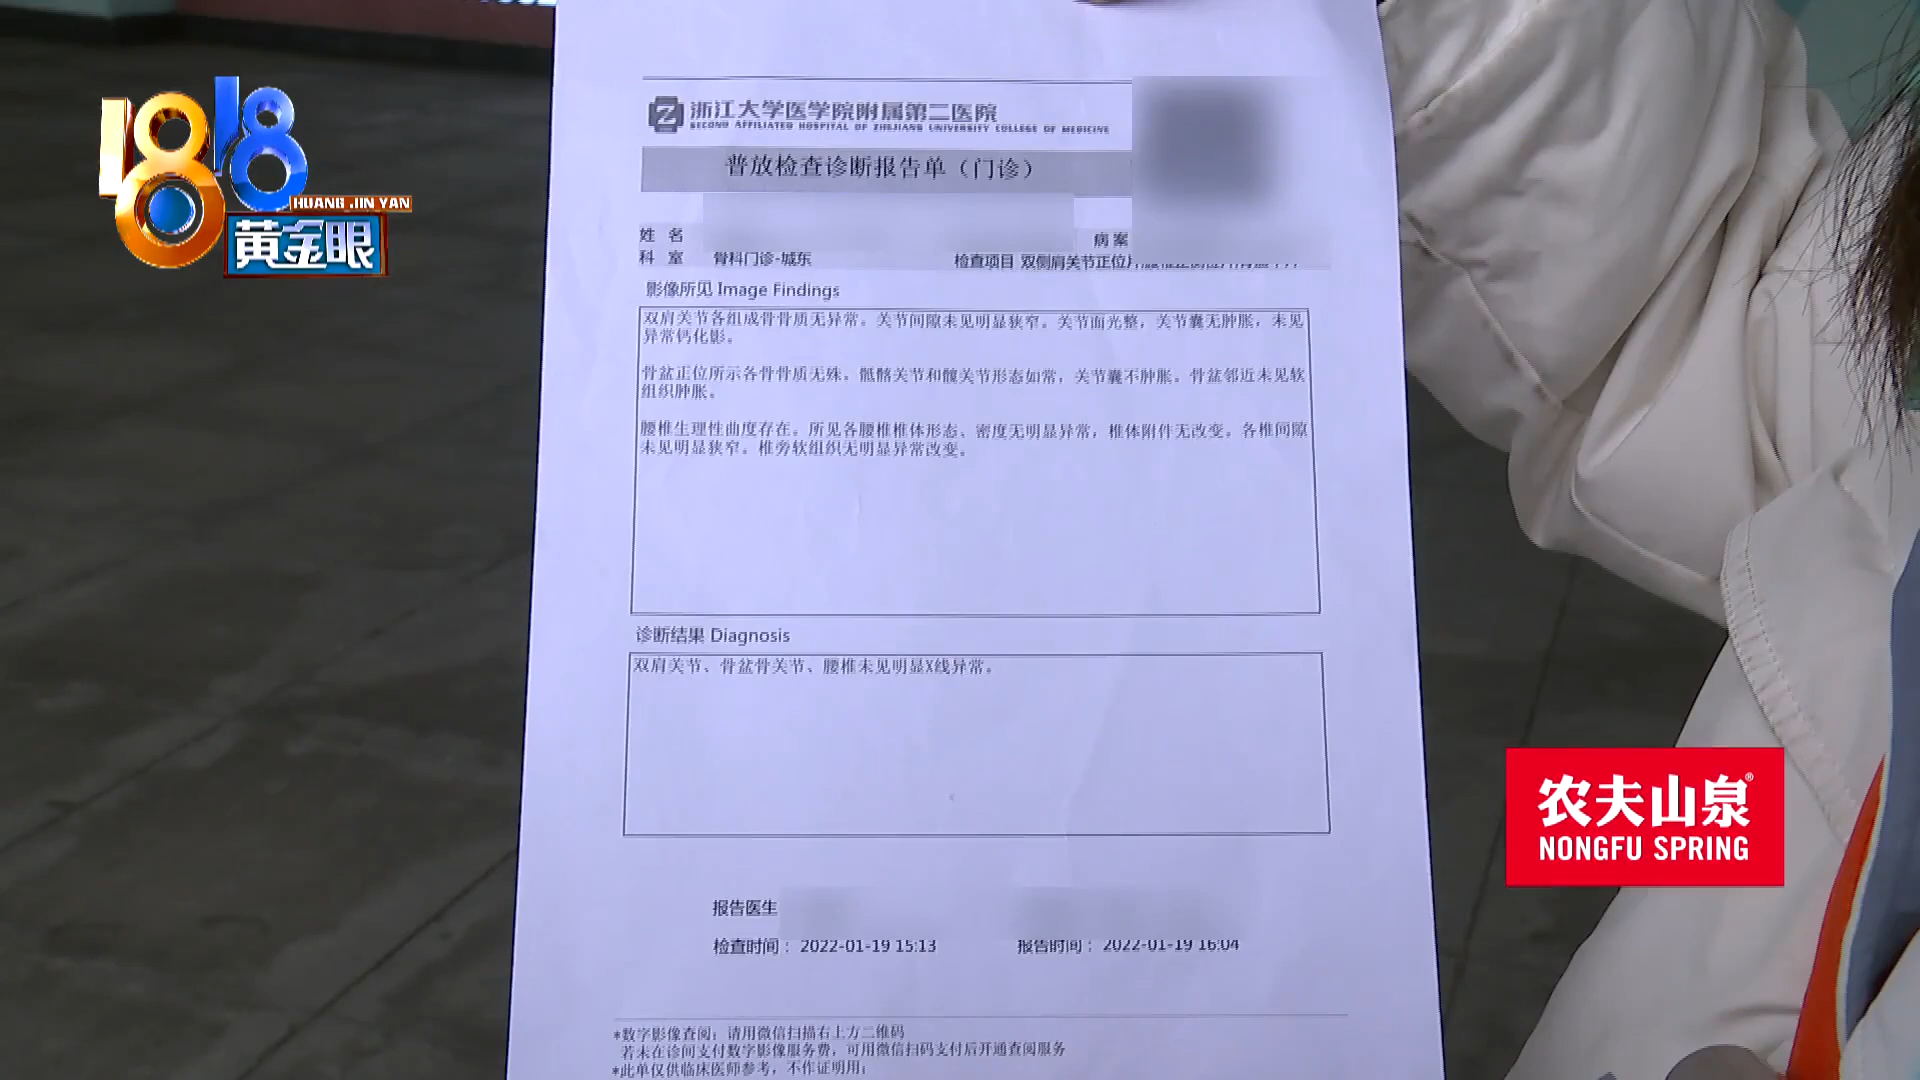 1818
HUANG JIN YAN
黄金眼
浙江大学医学院附属第二医院
SECOND AFFILIATED HOSPITAL OF ZHEJIANG UNIVERSITY COLLEGE OF MEDICINE
普放检查诊断报告单（门诊）
姓 名
病 案
科 室 骨科门诊-城东 检查项目 双侧肩关节正位片
影像所见 Image Findings
双肩关节各组成骨骨质无异常。关节间隙未见明显狭窄。关节面光整，关节囊无肿胀，未见
异常钙化影。
骨盆正位所示各骨骨质无殊。骶髂关节和髋关节形态如常，关节囊不肿胀。骨盆邻近未见软
组织肿胀。
腰椎生理性曲度存在。所见各腰椎椎体形态、密度无明显异常，椎体附件无改变。各椎间隙
未见明显狭窄。椎旁软组织无明显异常改变。
诊断结果 Diagnosis
双肩关节、骨盆骨关节、腰椎未见明显X线异常。
报告医生
检查时间： 2022-01-19 15:13 报告时间： 2022-01-19 16:04
*数字影像查阅：请用微信扫描右上方二维码
若未在诊间支付数字影像服务费，可用微信扫码支付后开通查阅服务
*此单仅供临床医师参考，不作证明用；
农夫山泉®
NONGFU SPRING